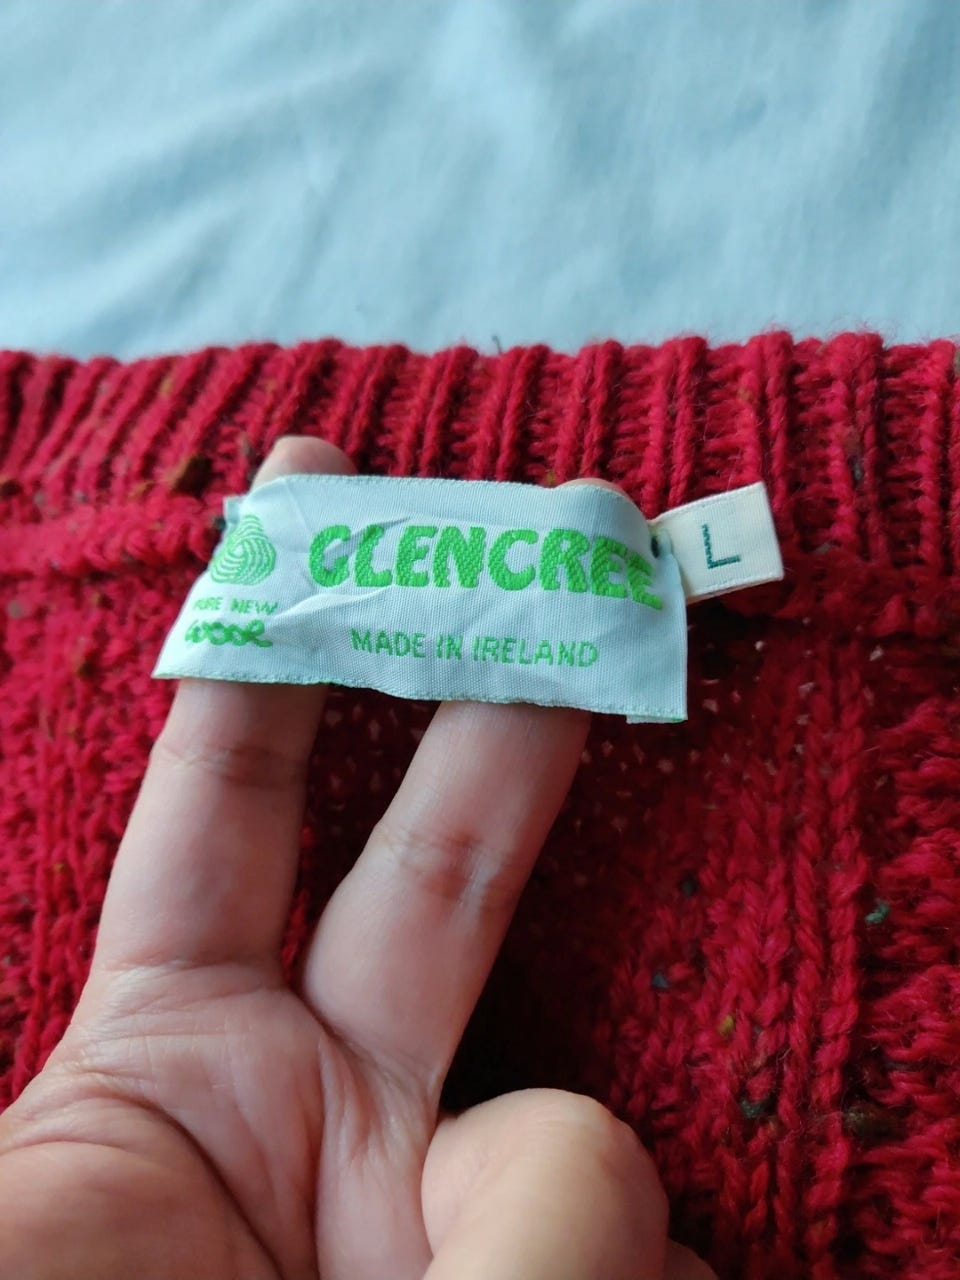 GLENCREE
PURE NEW
WOOL
MADE IN IRELAND
L